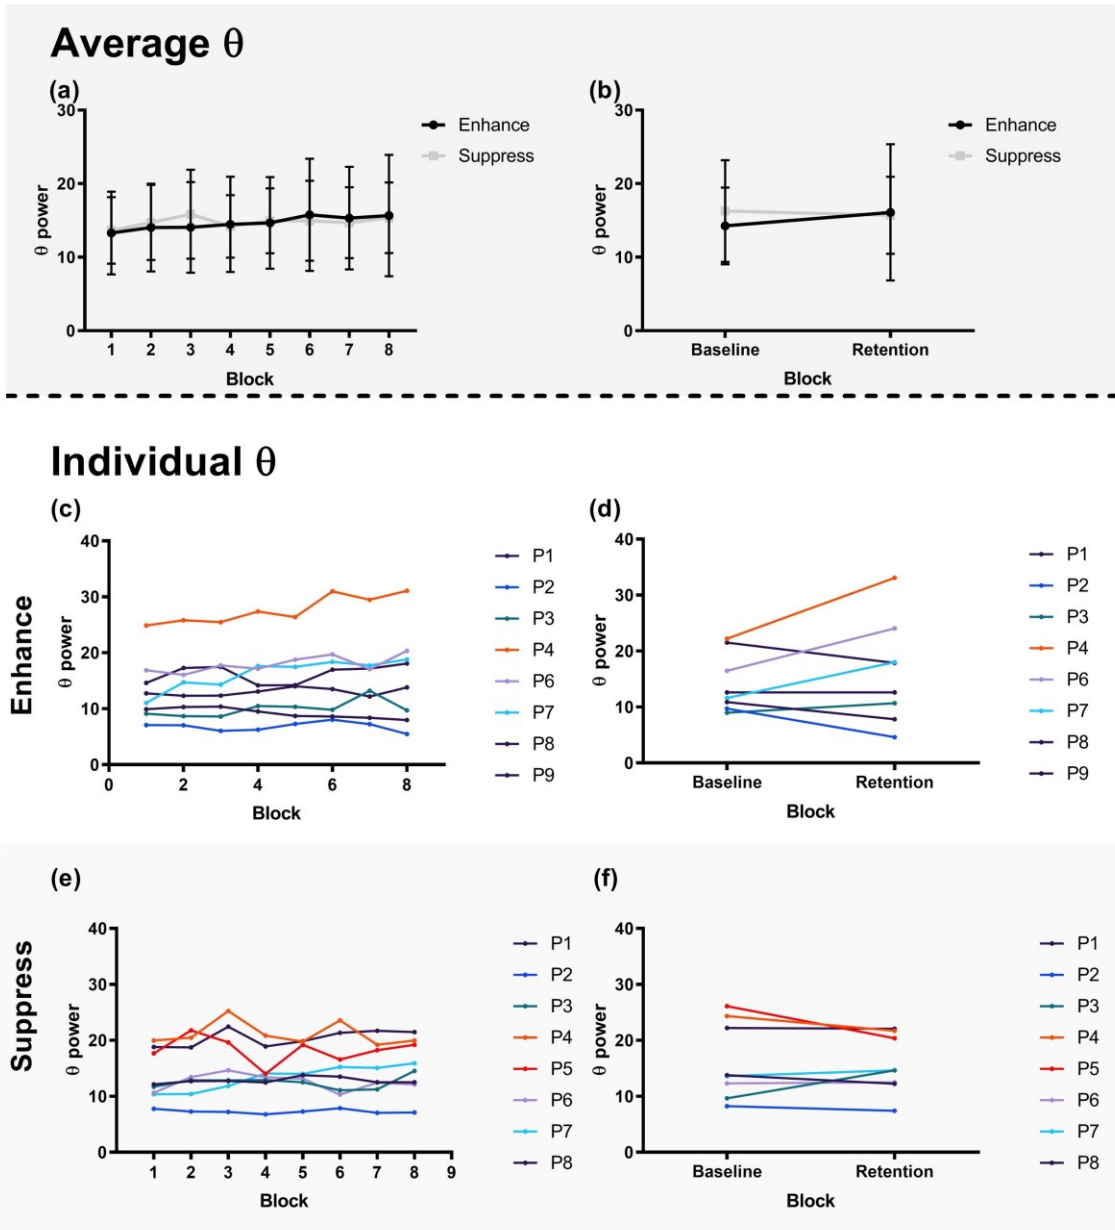 Average θ
(a)
30
20
10
0
θ power
1 2 3 4 5 6 7 8
Block
Enhance
Suppress
(b)
30
20
10
0
θ power
Baseline Retention
Block
Enhance
Suppress
Individual θ
Enhance
(c)
40
30
20
10
0
θ power
0 2 4 6 8
Block
P1
P2
P3
P4
P6
P7
P8
P9
(d)
40
30
20
10
0
θ power
Baseline Retention
Block
P1
P2
P3
P4
P6
P7
P8
P9
Suppress
(e)
40
30
20
10
0
θ power
1 2 3 4 5 6 7 8 9
Block
P1
P2
P3
P4
P5
P6
P7
P8
(f)
40
30
20
10
0
θ power
Baseline Retention
Block
P1
P2
P3
P4
P5
P6
P7
P8